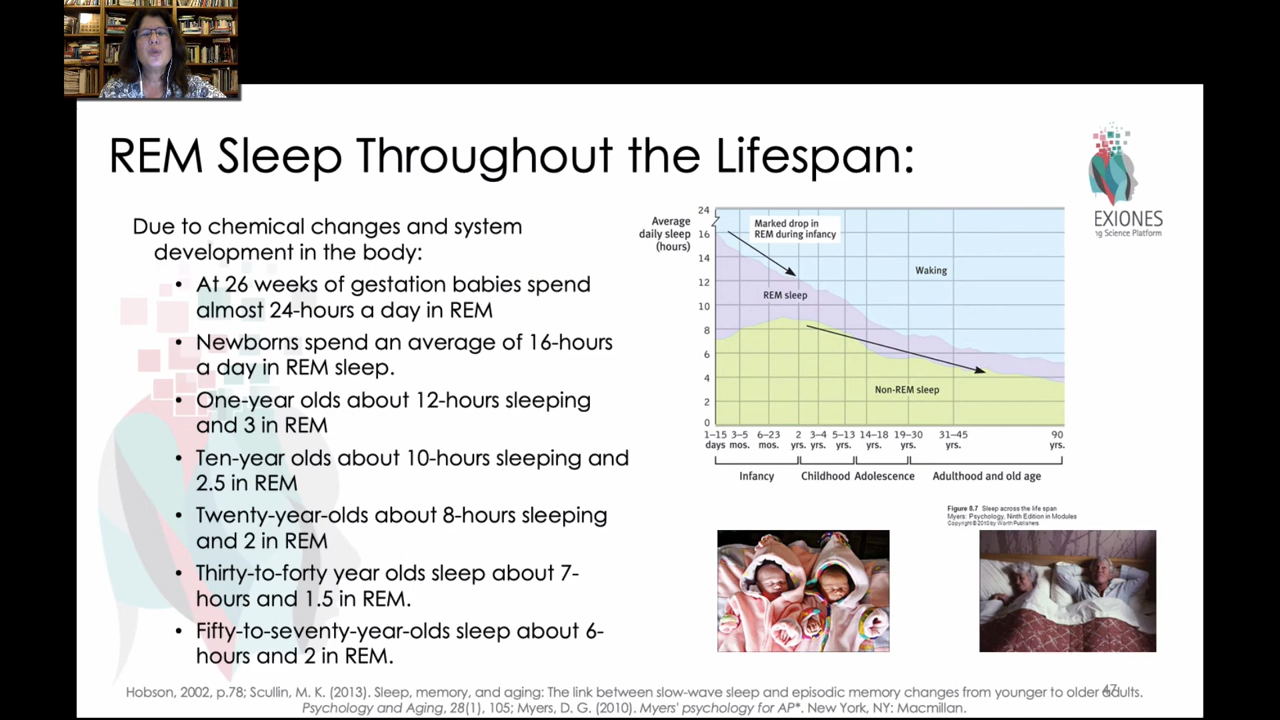 REM Sleep Throughout the Lifespan:
EXIONES
ng Science Platform
Due to chemical changes and system
development in the body:
• At 26 weeks of gestation babies spend
almost 24-hours a day in REM
• Newborns spend an average of 16-hours
a day in REM sleep.
• One-year olds about 12-hours sleeping
and 3 in REM
• Ten-year olds about 10-hours sleeping and
2.5 in REM
• Twenty-year-olds about 8-hours sleeping
and 2 in REM
• Thirty-to-forty year olds sleep about 7-
hours and 1.5 in REM.
• Fifty-to-seventy-year-olds sleep about 6-
hours and 2 in REM.
Average
daily sleep
(hours)
24
16
14
12
10
8
6
4
2
0
Marked drop in
REM during infancy
Waking
REM sleep
Non-REM sleep
1–15 3–5 6–23 2 3–4 5–13 14–18 19–30 31–45 90
days mos. mos. yrs. yrs. yrs. yrs. yrs. yrs. yrs.
Infancy Childhood Adolescence Adulthood and old age
Figure 8.7 Sleep across the life span
Myers: Psychology, Ninth Edition in Modules
Copyright © 2010 by Worth Publishers
Hobson, 2002, p.78; Scullin, M. K. (2013). Sleep, memory, and aging: The link between slow-wave sleep and episodic memory changes from younger to older adults.
Psychology and Aging, 28(1), 105; Myers, D. G. (2010). Myers' psychology for AP*. New York, NY: Macmillan.
47